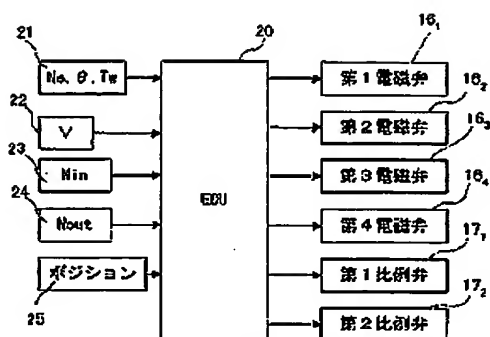 21
Ne, θ, Tw
22
V
23
Nin
24
Nout
ポジション
25
20
ECU
16₁
第1電磁弁
16₂
第2電磁弁
16₃
第3電磁弁
16₄
第4電磁弁
17₁
第1比例弁
17₂
第2比例弁